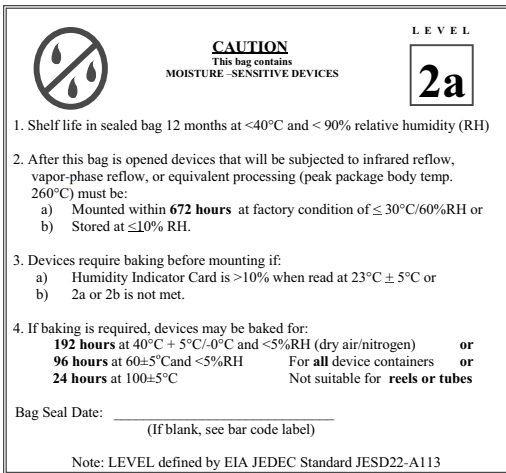 LEVEL
CAUTION
This bag contains
MOISTURE –SENSITIVE DEVICES
2a
1. Shelf life in sealed bag 12 months at <40°C and < 90% relative humidity (RH)
2. After this bag is opened devices that will be subjected to infrared reflow,
vapor-phase reflow, or equivalent processing (peak package body temp.
260°C) must be:
a) Mounted within 672 hours at factory condition of ≤ 30°C/60%RH or
b) Stored at ≤10% RH.
3. Devices require baking before mounting if:
a) Humidity Indicator Card is >10% when read at 23°C ± 5°C or
b) 2a or 2b is not met.
4. If baking is required, devices may be baked for:
192 hours at 40°C + 5°C/-0°C and <5%RH (dry air/nitrogen) or
96 hours at 60±5°Cand <5%RH For all device containers or
24 hours at 100±5°C Not suitable for reels or tubes
Bag Seal Date: ______________________________
(If blank, see bar code label)
Note: LEVEL defined by EIA JEDEC Standard JESD22-A113